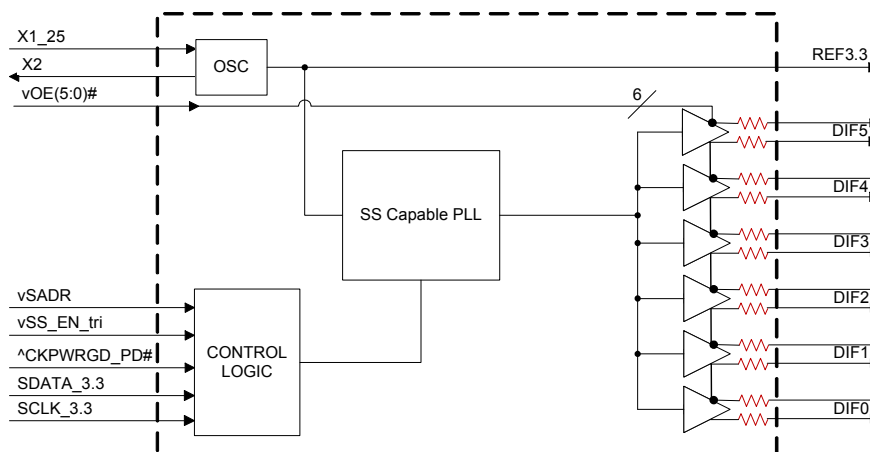 X1_25
X2
vOE(5:0)#
OSC
REF3.3
6
DIF5
DIF4
DIF3
DIF2
DIF1
DIF0
SS Capable PLL
vSADR
vSS_EN_tri
^CKPWRGD_PD#
SDATA_3.3
SCLK_3.3
CONTROL
LOGIC